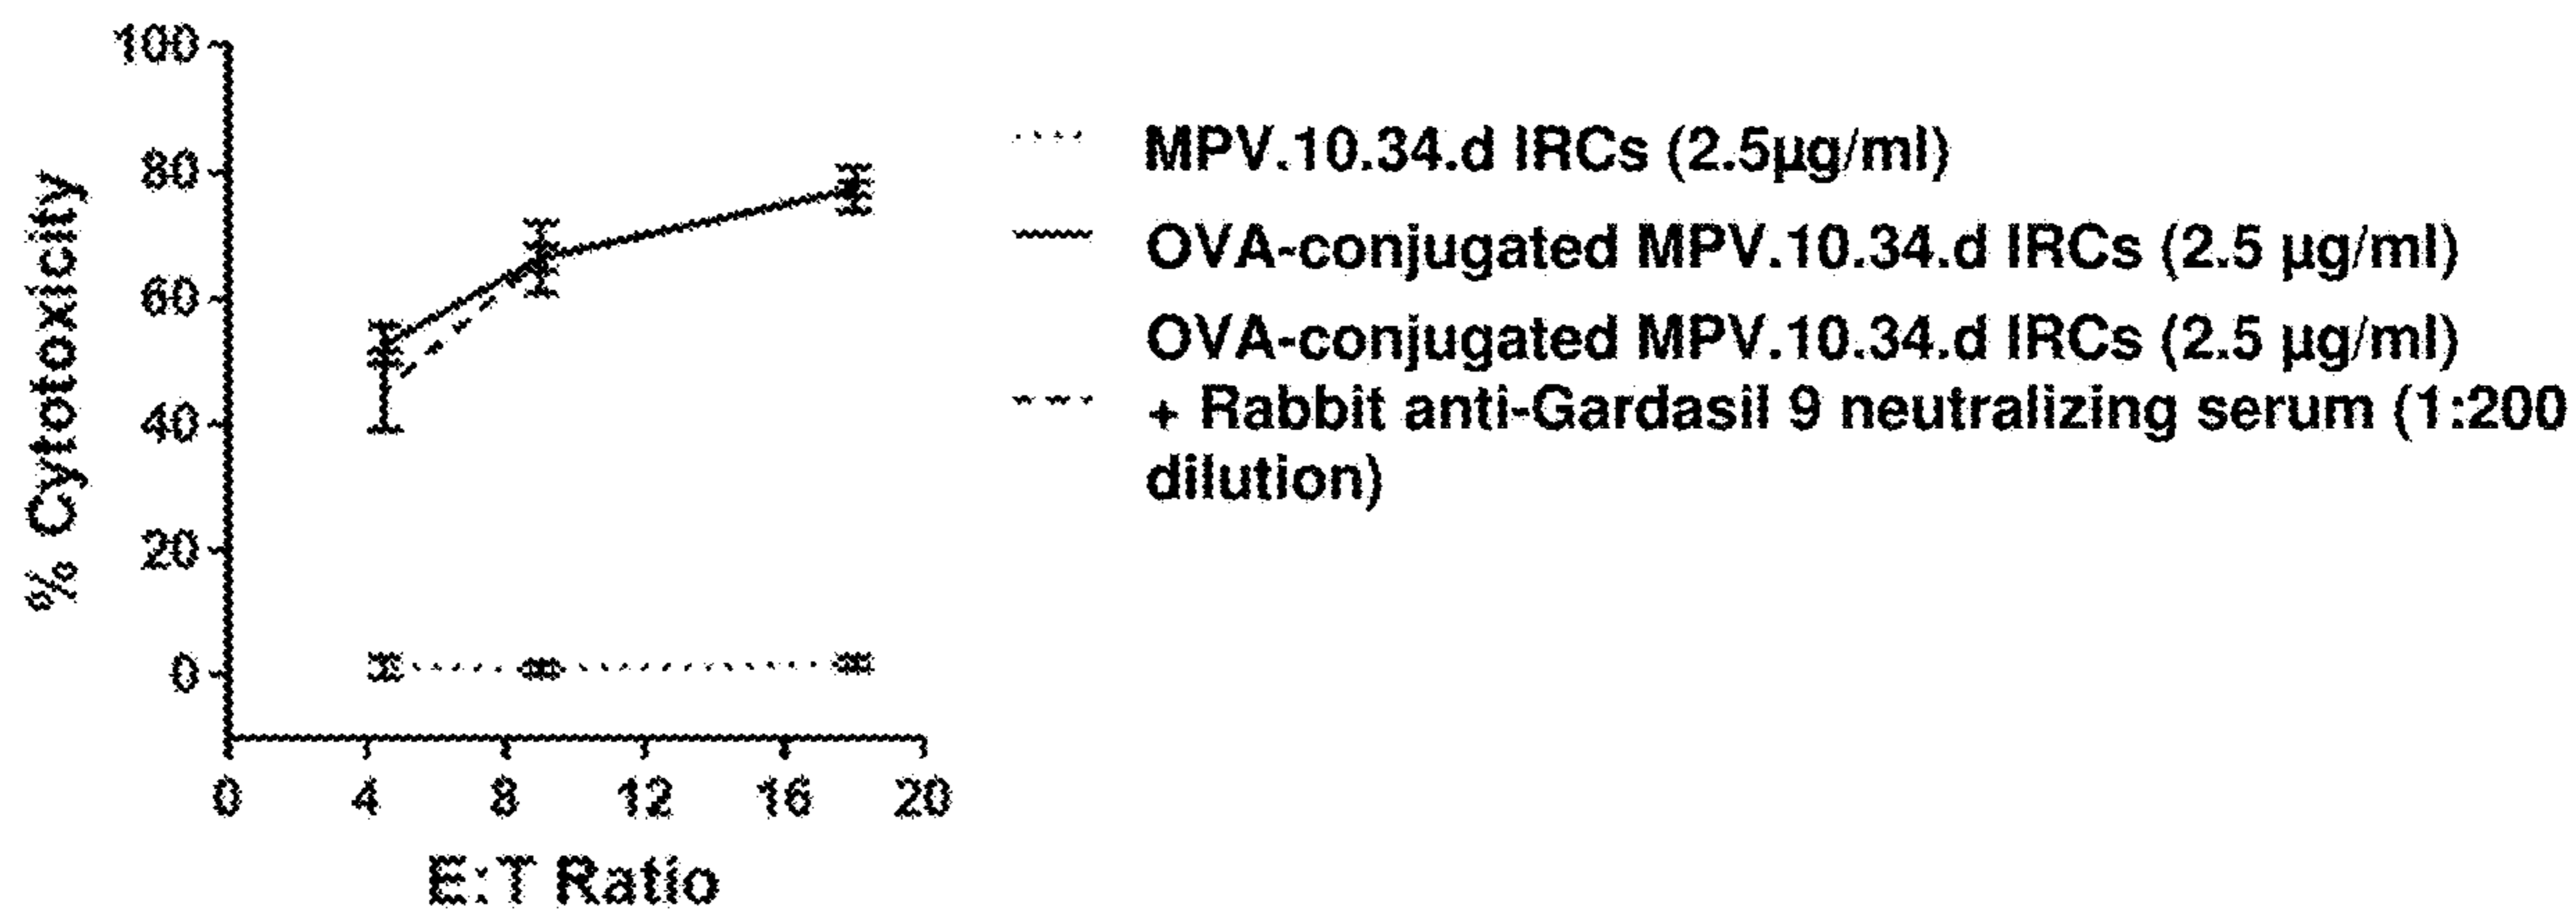 100
80
60
40
20
0
% Cytotoxicity
0 4 8 12 16 20
E:T Ratio
MPV.10.34.d IRCs (2.5µg/ml)
OVA-conjugated MPV.10.34.d IRCs (2.5 µg/ml)
OVA-conjugated MPV.10.34.d IRCs (2.5 µg/ml)
+ Rabbit anti-Gardasil 9 neutralizing serum (1:200
dilution)